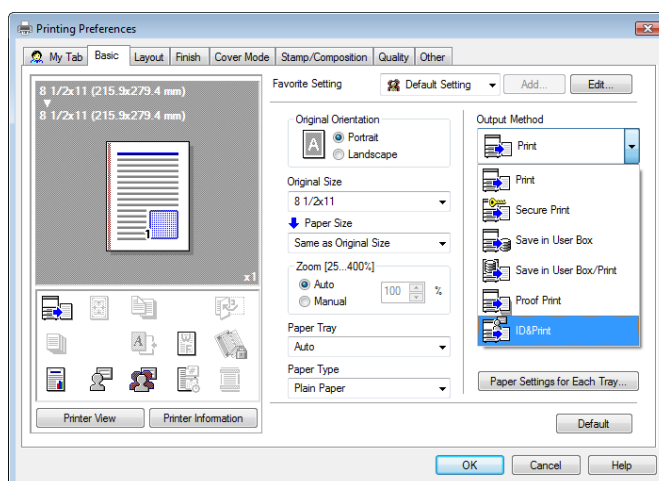 Printing Preferences
My Tab Basic Layout Finish Cover Mode Stamp/Composition Quality Other
8 1/2x11 (215.9x279.4 mm)
8 1/2x11 (215.9x279.4 mm)
1
x1
Printer View Printer Information
Favorite Setting Default Setting Add... Edit...
Original Orientation
A
Portrait
Landscape
Original Size
8 1/2x11
Paper Size
Same as Original Size
Zoom [25...400%]
Auto
Manual
100 %
Paper Tray
Auto
Paper Type
Plain Paper
Output Method
Print
Print
Secure Print
Save in User Box
Save in User Box/Print
Proof Print
ID&Print
Paper Settings for Each Tray...
Default
OK Cancel Help